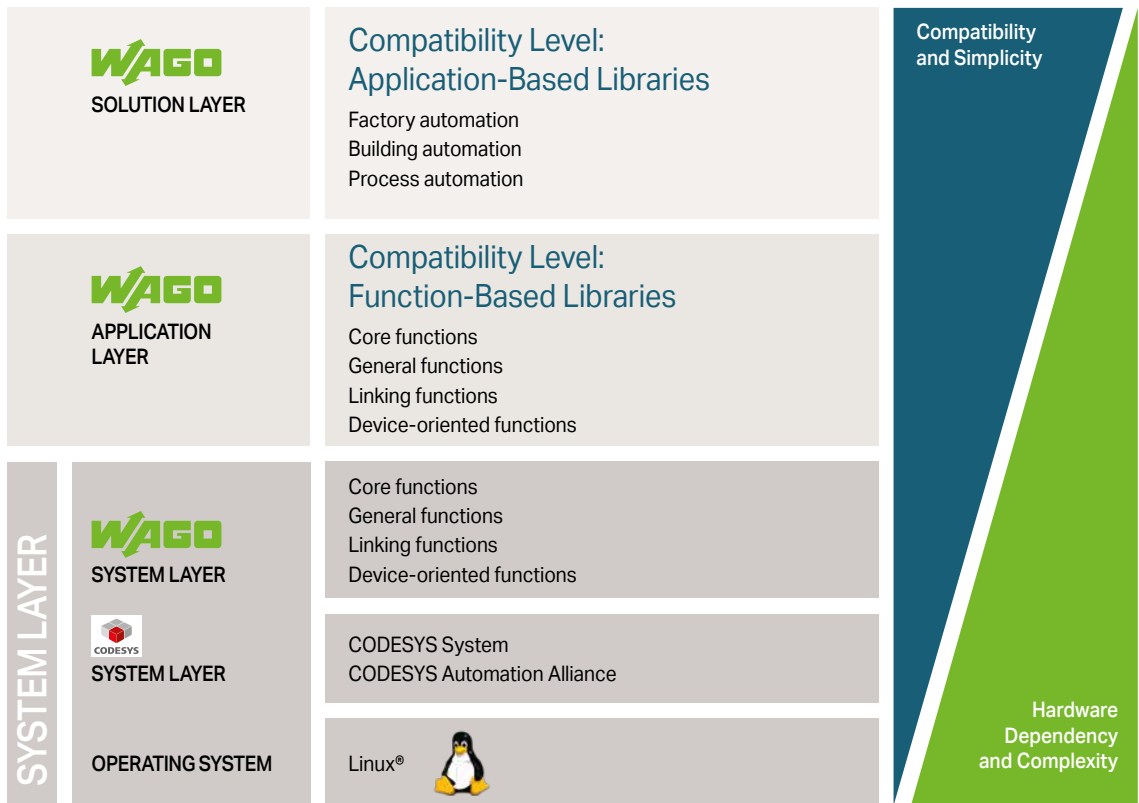 WAGO
SOLUTION LAYER
Compatibility Level:
Application-Based Libraries
Factory automation
Building automation
Process automation
WAGO
APPLICATION
LAYER
Compatibility Level:
Function-Based Libraries
Core functions
General functions
Linking functions
Device-oriented functions
SYSTEM LAYER
WAGO
SYSTEM LAYER
Core functions
General functions
Linking functions
Device-oriented functions
CODESYS
SYSTEM LAYER
CODESYS System
CODESYS Automation Alliance
OPERATING SYSTEM
Linux®
Compatibility
and Simplicity
Hardware
Dependency
and Complexity